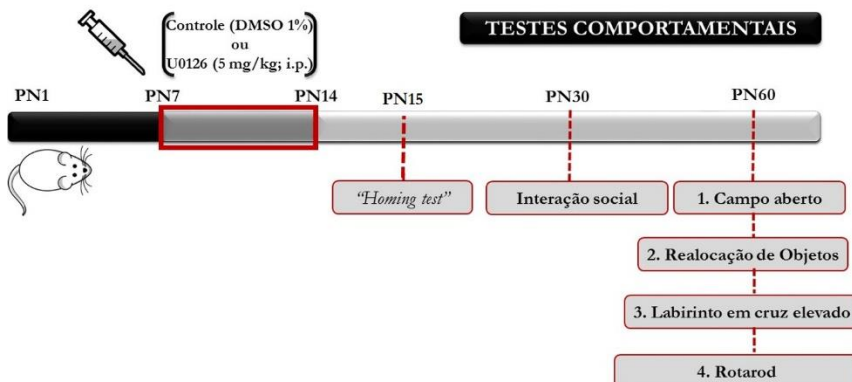 Controle (DMSO 1%)
ou
U0126 (5 mg/kg; i.p.)
TESTES COMPORTAMENTAIS
PN1
PN7
PN14
PN15
PN30
PN60
“Homing test”
Interação social
1. Campo aberto
2. Realocação de Objetos
3. Labirinto em cruz elevado
4. Rotarod